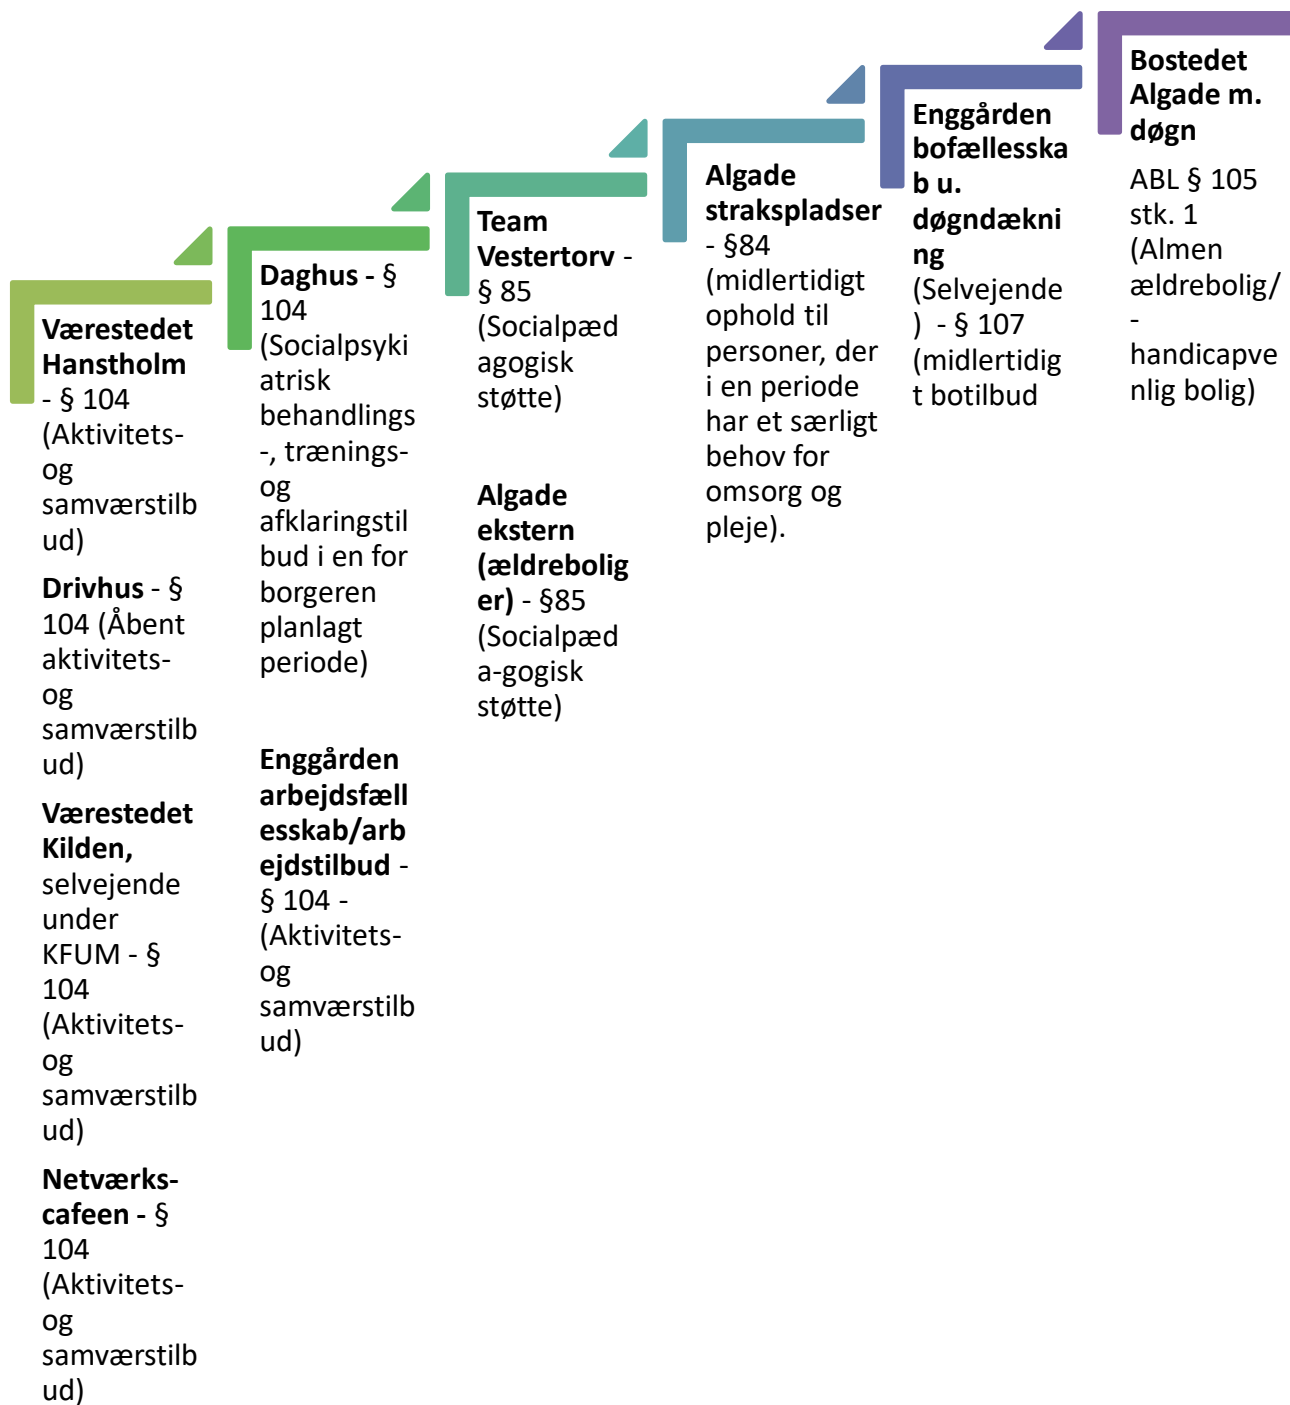 Værestedet
Hanstholm
- § 104
(Aktivitets-
og
samværstilb
ud)
Drivhus - §
104 (Åbent
aktivitets-
og
samværstilb
ud)
Værestedet
Kilden,
selvejende
under
KFUM - §
104
(Aktivitets-
og
samværstilb
ud)
Netværks-
cafeen - §
104
(Aktivitets-
og
samværstilb
ud)
Daghus - §
104
(Socialpsyki
atrisk
behandlings
-, trænings-
og
afklaringstil
bud i en for
borgeren
planlagt
periode)
Enggården
arbejdsfæll
esskab/arb
ejdstilbud -
§ 104 -
(Aktivitets-
og
samværstilb
ud)
Team
Vestertorv -
§ 85
(Socialpæd
agogisk
støtte)
Algade
ekstern
(ældrebolig
er) - §85
(Socialpæd
a-gogisk
støtte)
Algade
strakspladser
- §84
(midlertidigt
ophold til
personer, der
i en periode
har et særligt
behov for
omsorg og
pleje).
Enggården
bofællesska
b u.
døgndækni
ng
(Selvejende
) - § 107
(midlertidig
t botilbud
Bostedet
Algade m.
døgn
ABL § 105
stk. 1
(Almen
ældrebolig/
-
handicapve
nlig bolig)